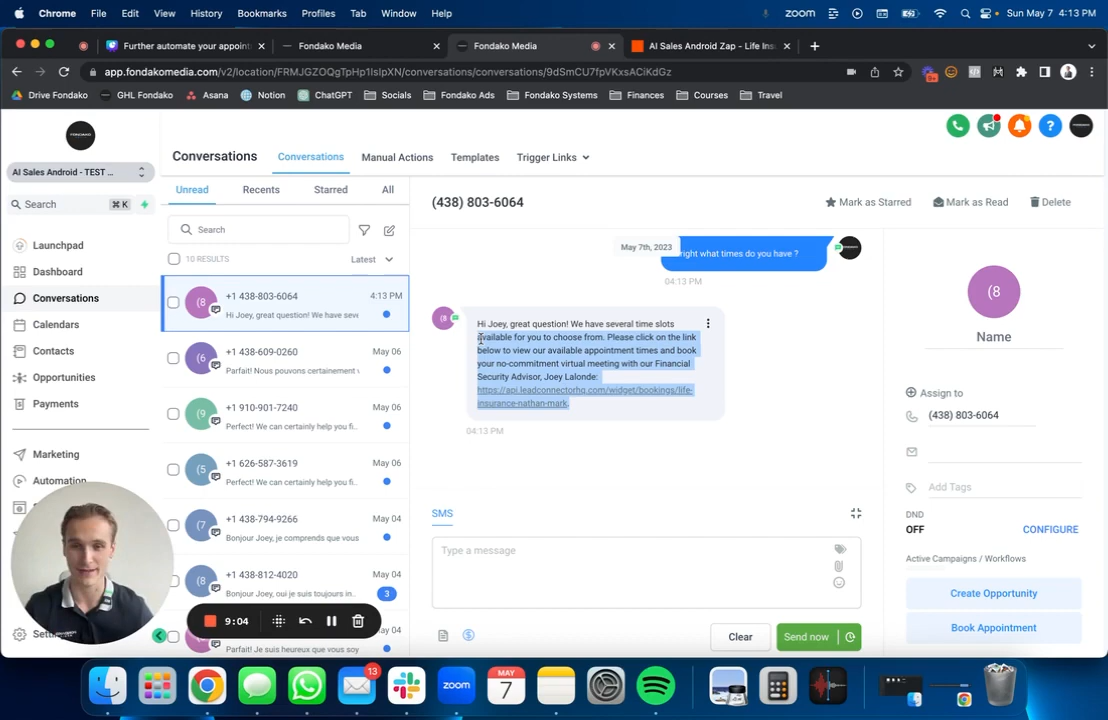 Chrome File Edit View History Bookmarks Profiles Tab Window Help
zoom Sun May 7 4:13 PM
Further automate your appoint
Fondako Media
Fondako Media
AI Sales Android Zap - Life Ins
app.fondakomedia.com/v2/location/FRMJGZOQgTpHp1IsIpXN/conversations/conversations/9dSmCU7fpVKxsACiKdGz
Drive Fondako GHL Fondako Asana Notion ChatGPT Socials Fondako Ads Fondako Systems Finances Courses Travel
FONDAKO
AI Sales Android - TEST ...
Search ⌘ K
Launchpad
Dashboard
Conversations
Calendars
Contacts
Opportunities
Payments
Marketing
Automation
Conversations
Conversations Manual Actions Templates Trigger Links
Unread Recents Starred All
Search
10 RESULTS
Latest
(8
+1 438-803-6064 4:13 PM
Hi Joey, great question! We have seve
(6
+1 438-609-0260 May 06
Parfait! Nous pouvons certainement v
(9
+1 910-901-7240 May 06
Perfect! We can certainly help you fi..
(5
+1 626-587-3619 May 06
Perfect! We can certainly help you fi..
(7
+1 438-794-9266 May 04
Bonjour Joey, je comprends que vous
(8
+1 438-812-4020 May 04
Bonjour Joey, oui je suis toujours in..
3
May 04
Parfait! Je suis heureux que vous soy
9:04
(438) 803-6064
Mark as Starred Mark as Read Delete
May 7th, 2023
right what times do you have ?
04:13 PM
(8
Hi Joey, great question! We have several time slots
available for you to choose from. Please click on the link
below to view our available appointment times and book
your no-commitment virtual meeting with our Financial
Security Advisor, Joey Lalonde:
https://api.leadconnectorhq.com/widget/bookings/life-
insurance-nathan-mark.
04:13 PM
SMS
Type a message
Clear Send now
(8
Name
Assign to
(438) 803-6064
Add Tags
DND
OFF CONFIGURE
Active Campaigns / Workflows
Create Opportunity
Book Appointment
13
zoom
MAY
7